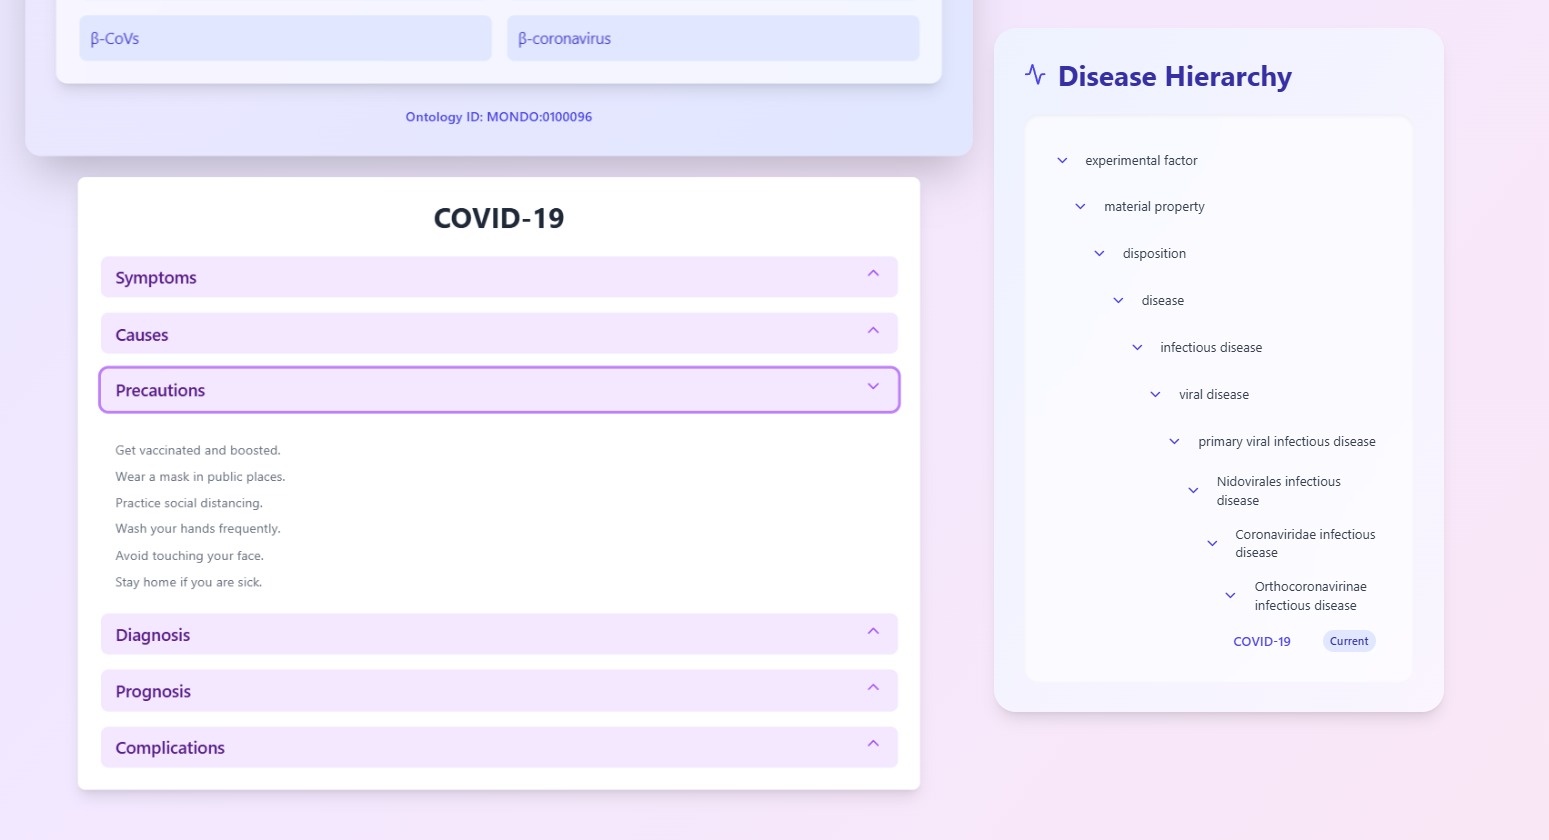 β-CoVs
β-coronavirus
Ontology ID: MONDO:0100096
COVID-19
Symptoms
Causes
Precautions
Get vaccinated and boosted.
Wear a mask in public places.
Practice social distancing.
Wash your hands frequently.
Avoid touching your face.
Stay home if you are sick.
Diagnosis
Prognosis
Complications
Disease Hierarchy
experimental factor
material property
disposition
disease
infectious disease
viral disease
primary viral infectious disease
Nidovirales infectious
disease
Coronaviridae infectious
disease
Orthocoronavirinae
infectious disease
COVID-19
Current